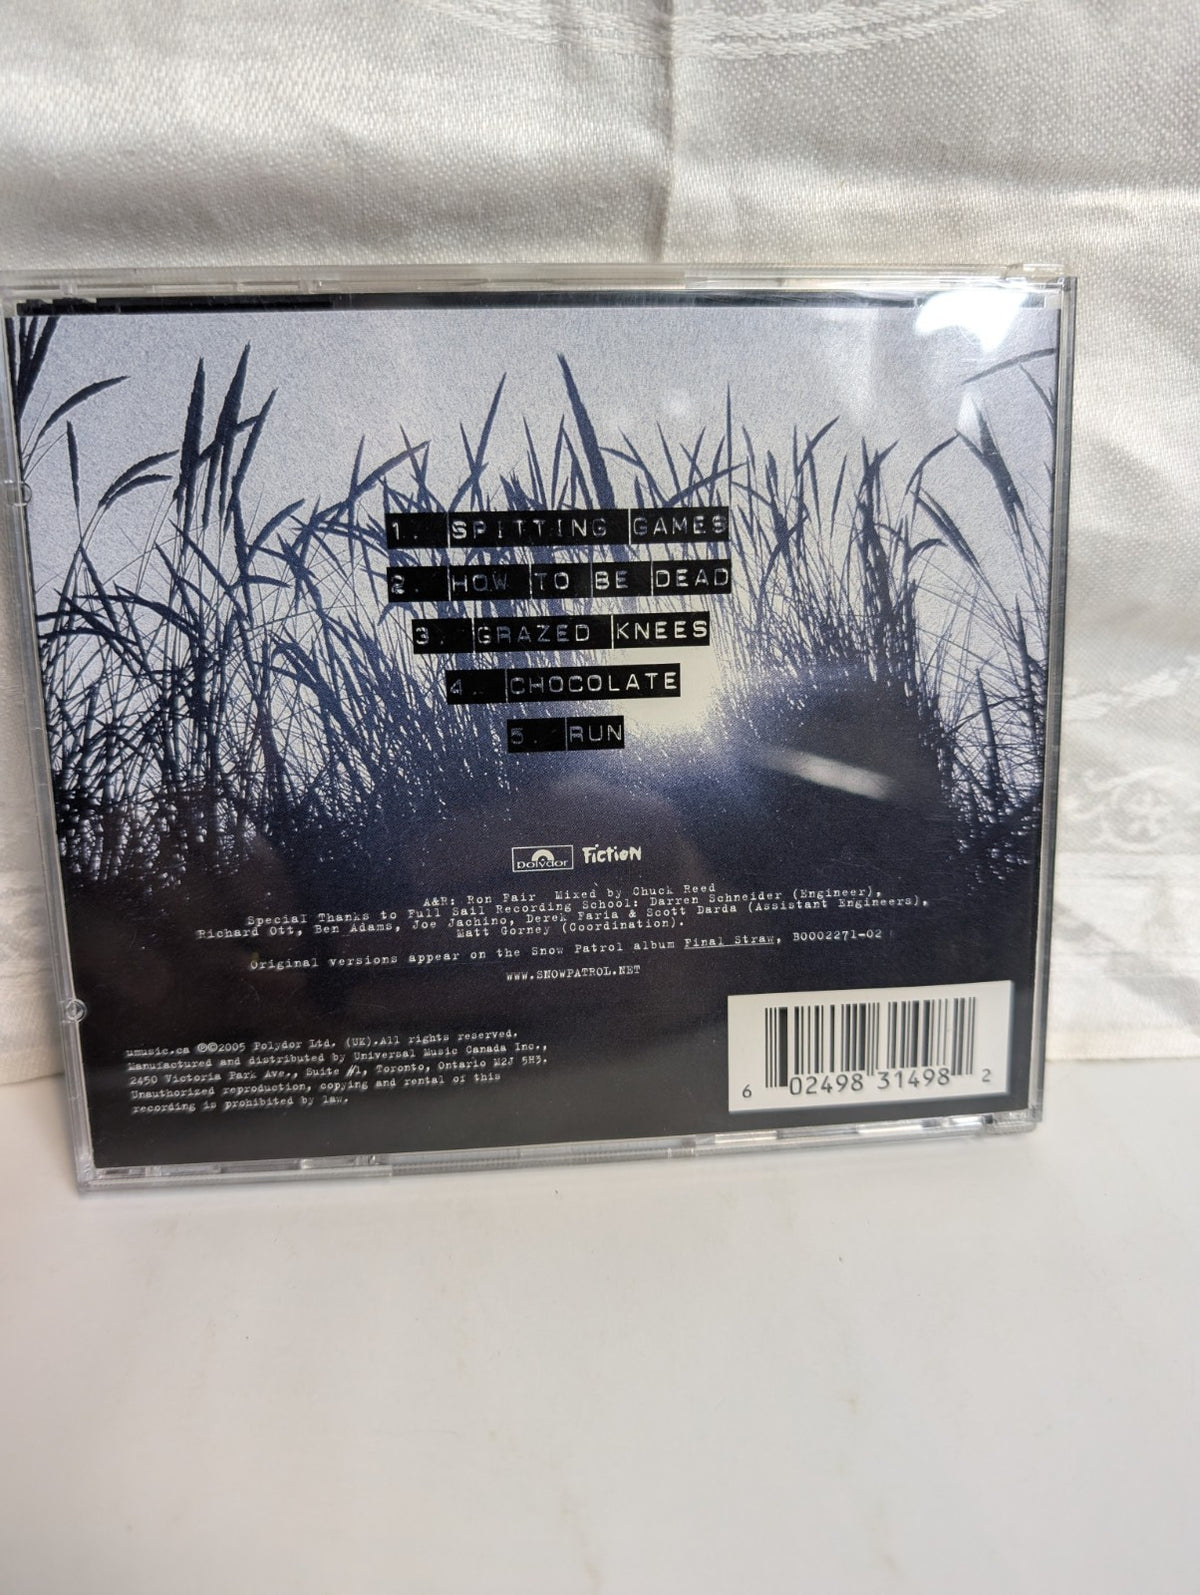 1. SPITTING GAMES
2. HOW TO BE DEAD
3. GRAZED KNEES
4. CHOCOLATE
5. RUN
polydor Fiction
A&R: Ron Fair Mixed by Chuck Reed
Special Thanks to Full Sail Recording School: Darren Schneider (Engineer),
Richard Ott, Ben Adams, Joe Jachino, Derek Faria & Scott Darda (Assistant Engineers),
Matt Gorney (Coordination).
Original versions appear on the Snow Patrol album Final Straw, B0002271-02
WWW.SNOWPATROL.NET
umusic.ca ℗©2005 Polydor Ltd. (UK).All rights reserved.
Manufactured and distributed by Universal Music Canada Inc.,
2450 Victoria Park Ave., Suite #1, Toronto, Ontario M2J 5H3.
Unauthorized reproduction, copying and rental of this
recording is prohibited by law.
6 02498 31498 2